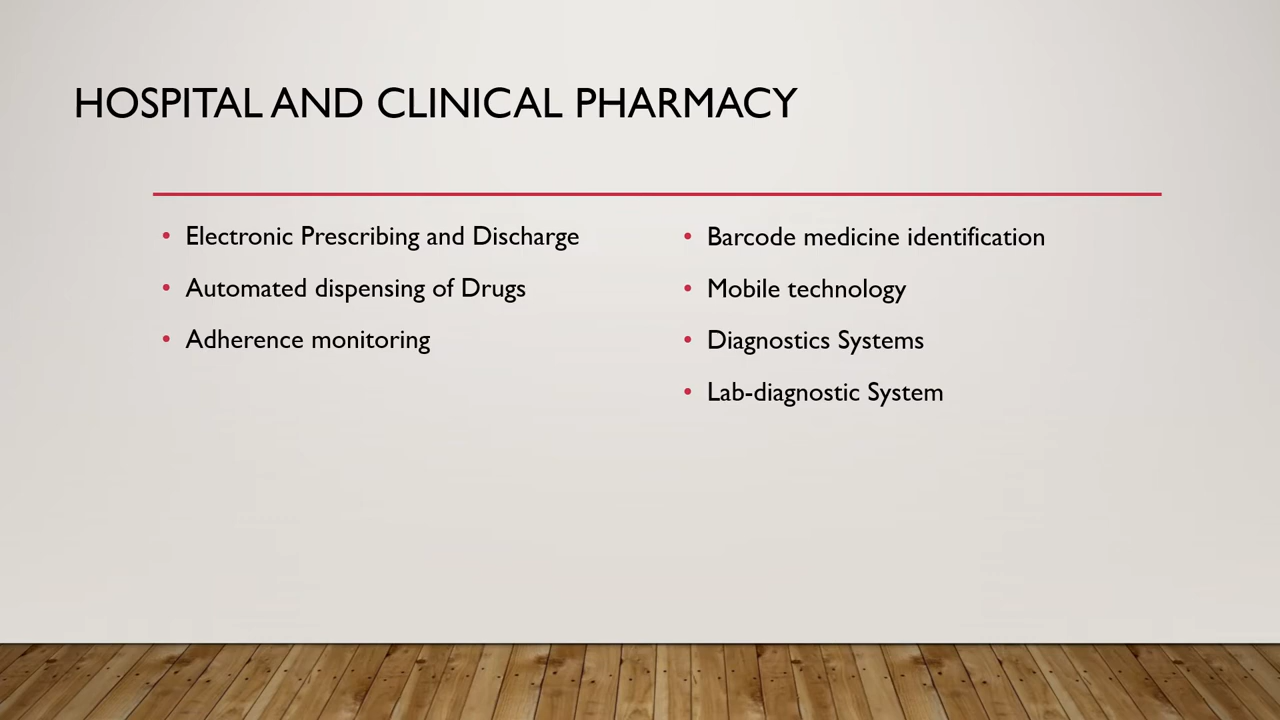 HOSPITAL AND CLINICAL PHARMACY
• Electronic Prescribing and Discharge
• Automated dispensing of Drugs
• Adherence monitoring
• Barcode medicine identification
• Mobile technology
• Diagnostics Systems
• Lab-diagnostic System